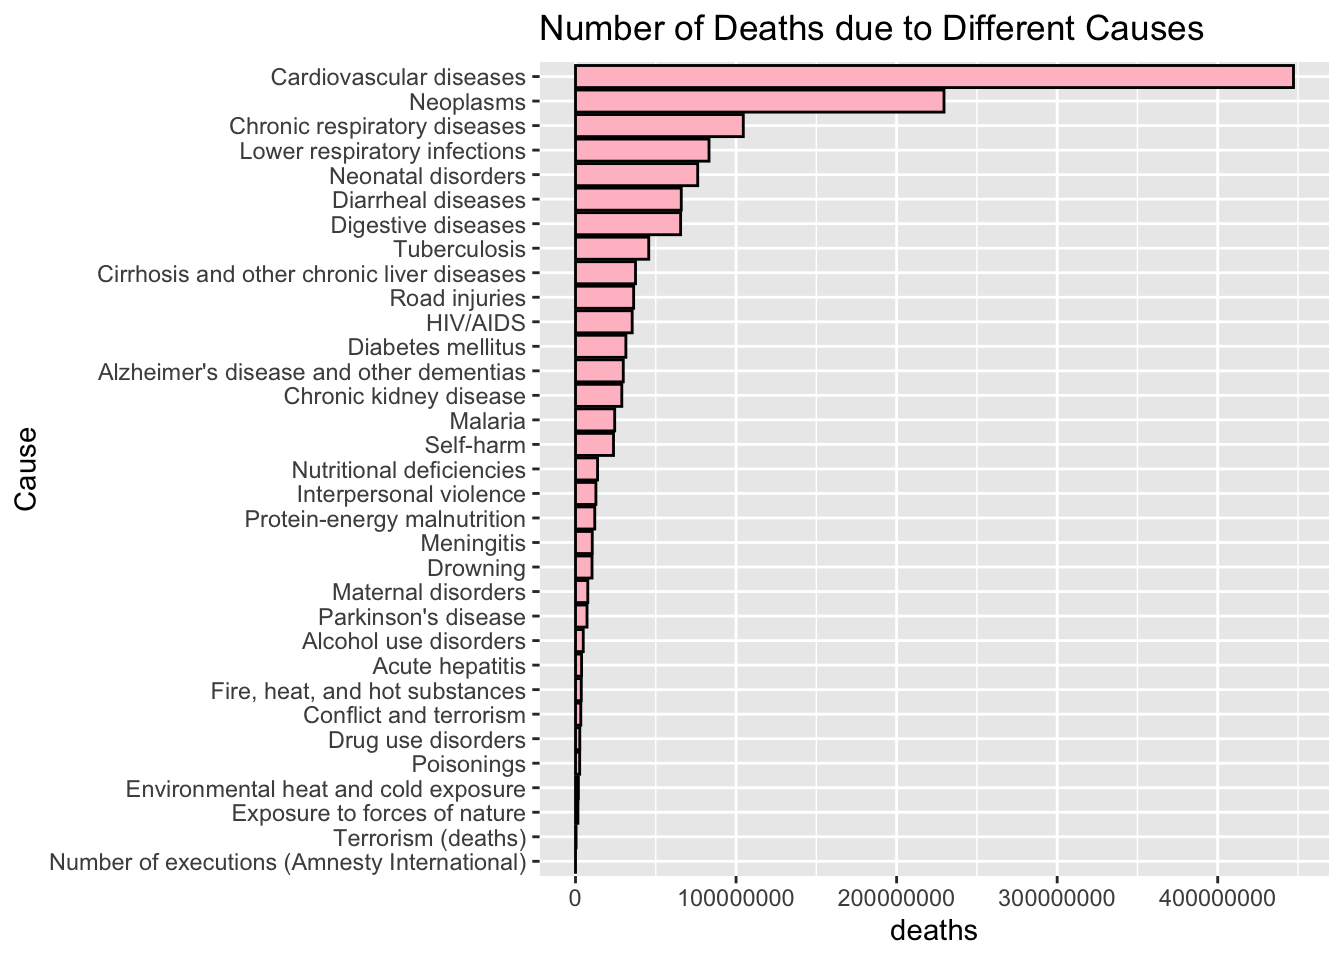 Number of Deaths due to Different Causes
Cardiovascular diseases
Neoplasms
Chronic respiratory diseases
Lower respiratory infections
Neonatal disorders
Diarrheal diseases
Digestive diseases
Tuberculosis
Cirrhosis and other chronic liver diseases
Road injuries
HIV/AIDS
Diabetes mellitus
Alzheimer's disease and other dementias
Chronic kidney disease
Malaria
Self-harm
Nutritional deficiencies
Interpersonal violence
Protein-energy malnutrition
Meningitis
Drowning
Maternal disorders
Parkinson's disease
Alcohol use disorders
Acute hepatitis
Fire, heat, and hot substances
Conflict and terrorism
Drug use disorders
Poisonings
Environmental heat and cold exposure
Exposure to forces of nature
Terrorism (deaths)
Number of executions (Amnesty International)
Cause
0 100000000 200000000 300000000 400000000
deaths